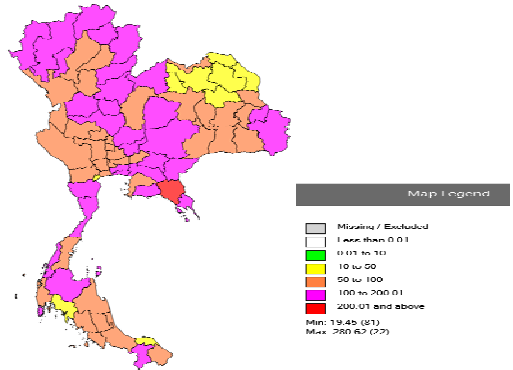 Map Legend
Missing / Excluded
Less than 0.01
0.01 to 10
10 to 50
50 to 100
100 to 200.01
200.01 and above
Min: 19.45 (81)
Max: 280.62 (22)